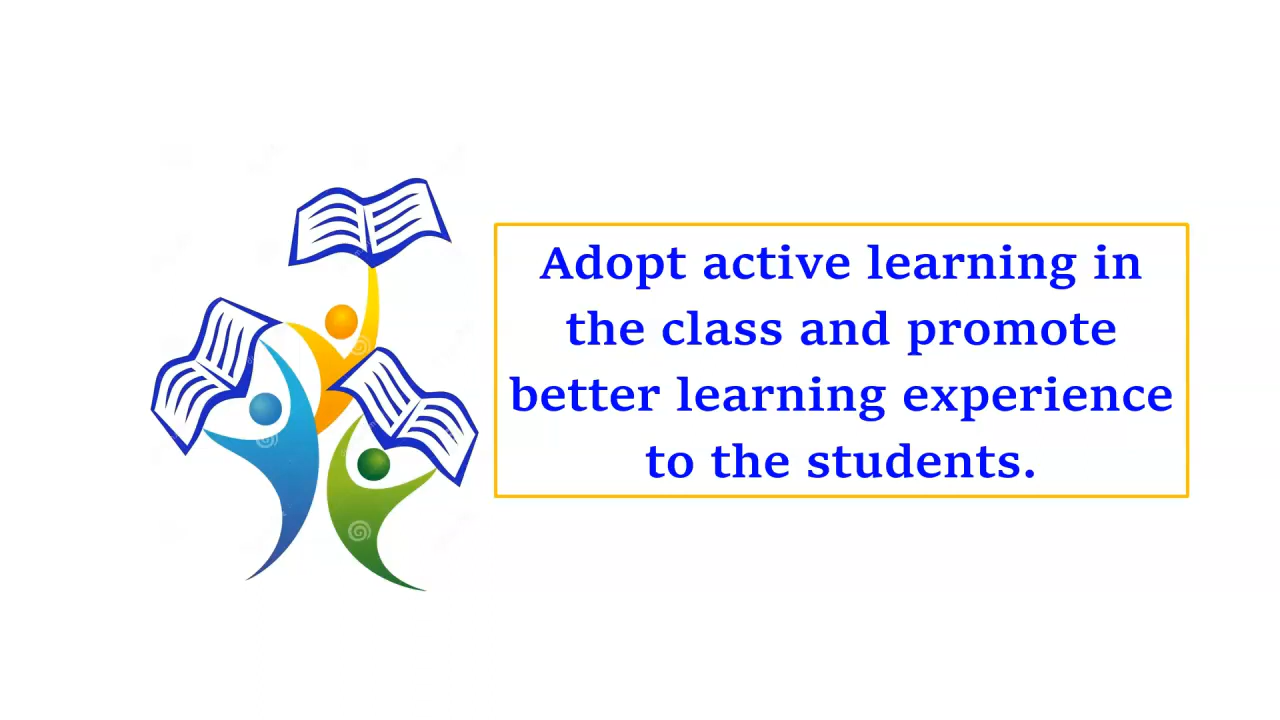 Adopt active learning in
the class and promote
better learning experience
to the students.